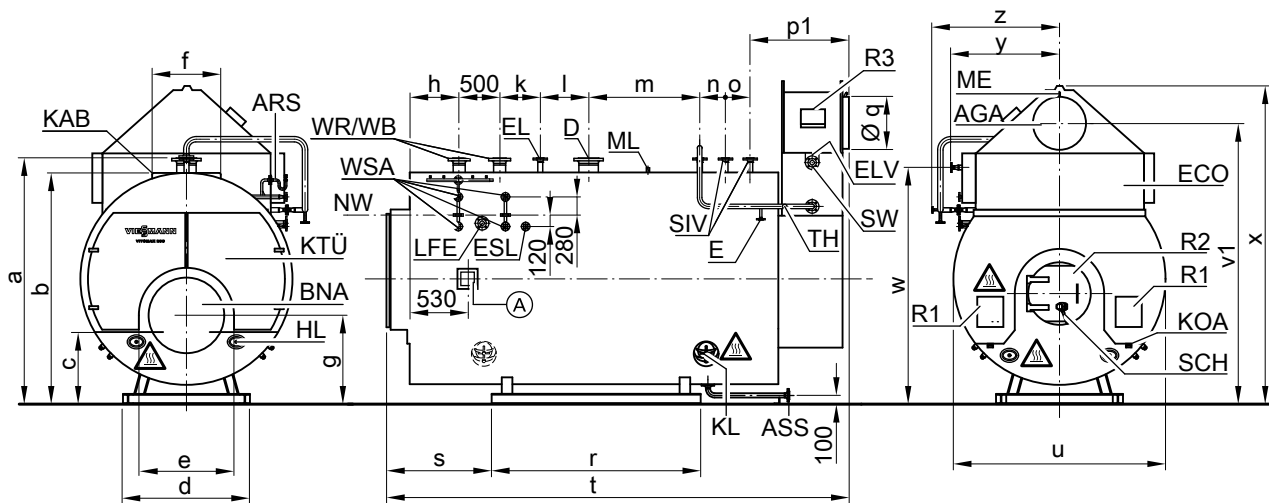 f
ARS
KAB
a
b
c
VIESMANN
KTÜ
BNA
HL
g
e
d
h
500
k
l
m
n
o
p1
R3
Ø q
WR/WB
EL
D
ML
WSA
NW
LFE
ESL
120
280
SIV
E
TH
ELV
SW
530
A
KL
ASS
100
s
r
t
z
y
ME
AGA
ECO
R2
R1
R1
KOA
SCH
w
v1
x
u